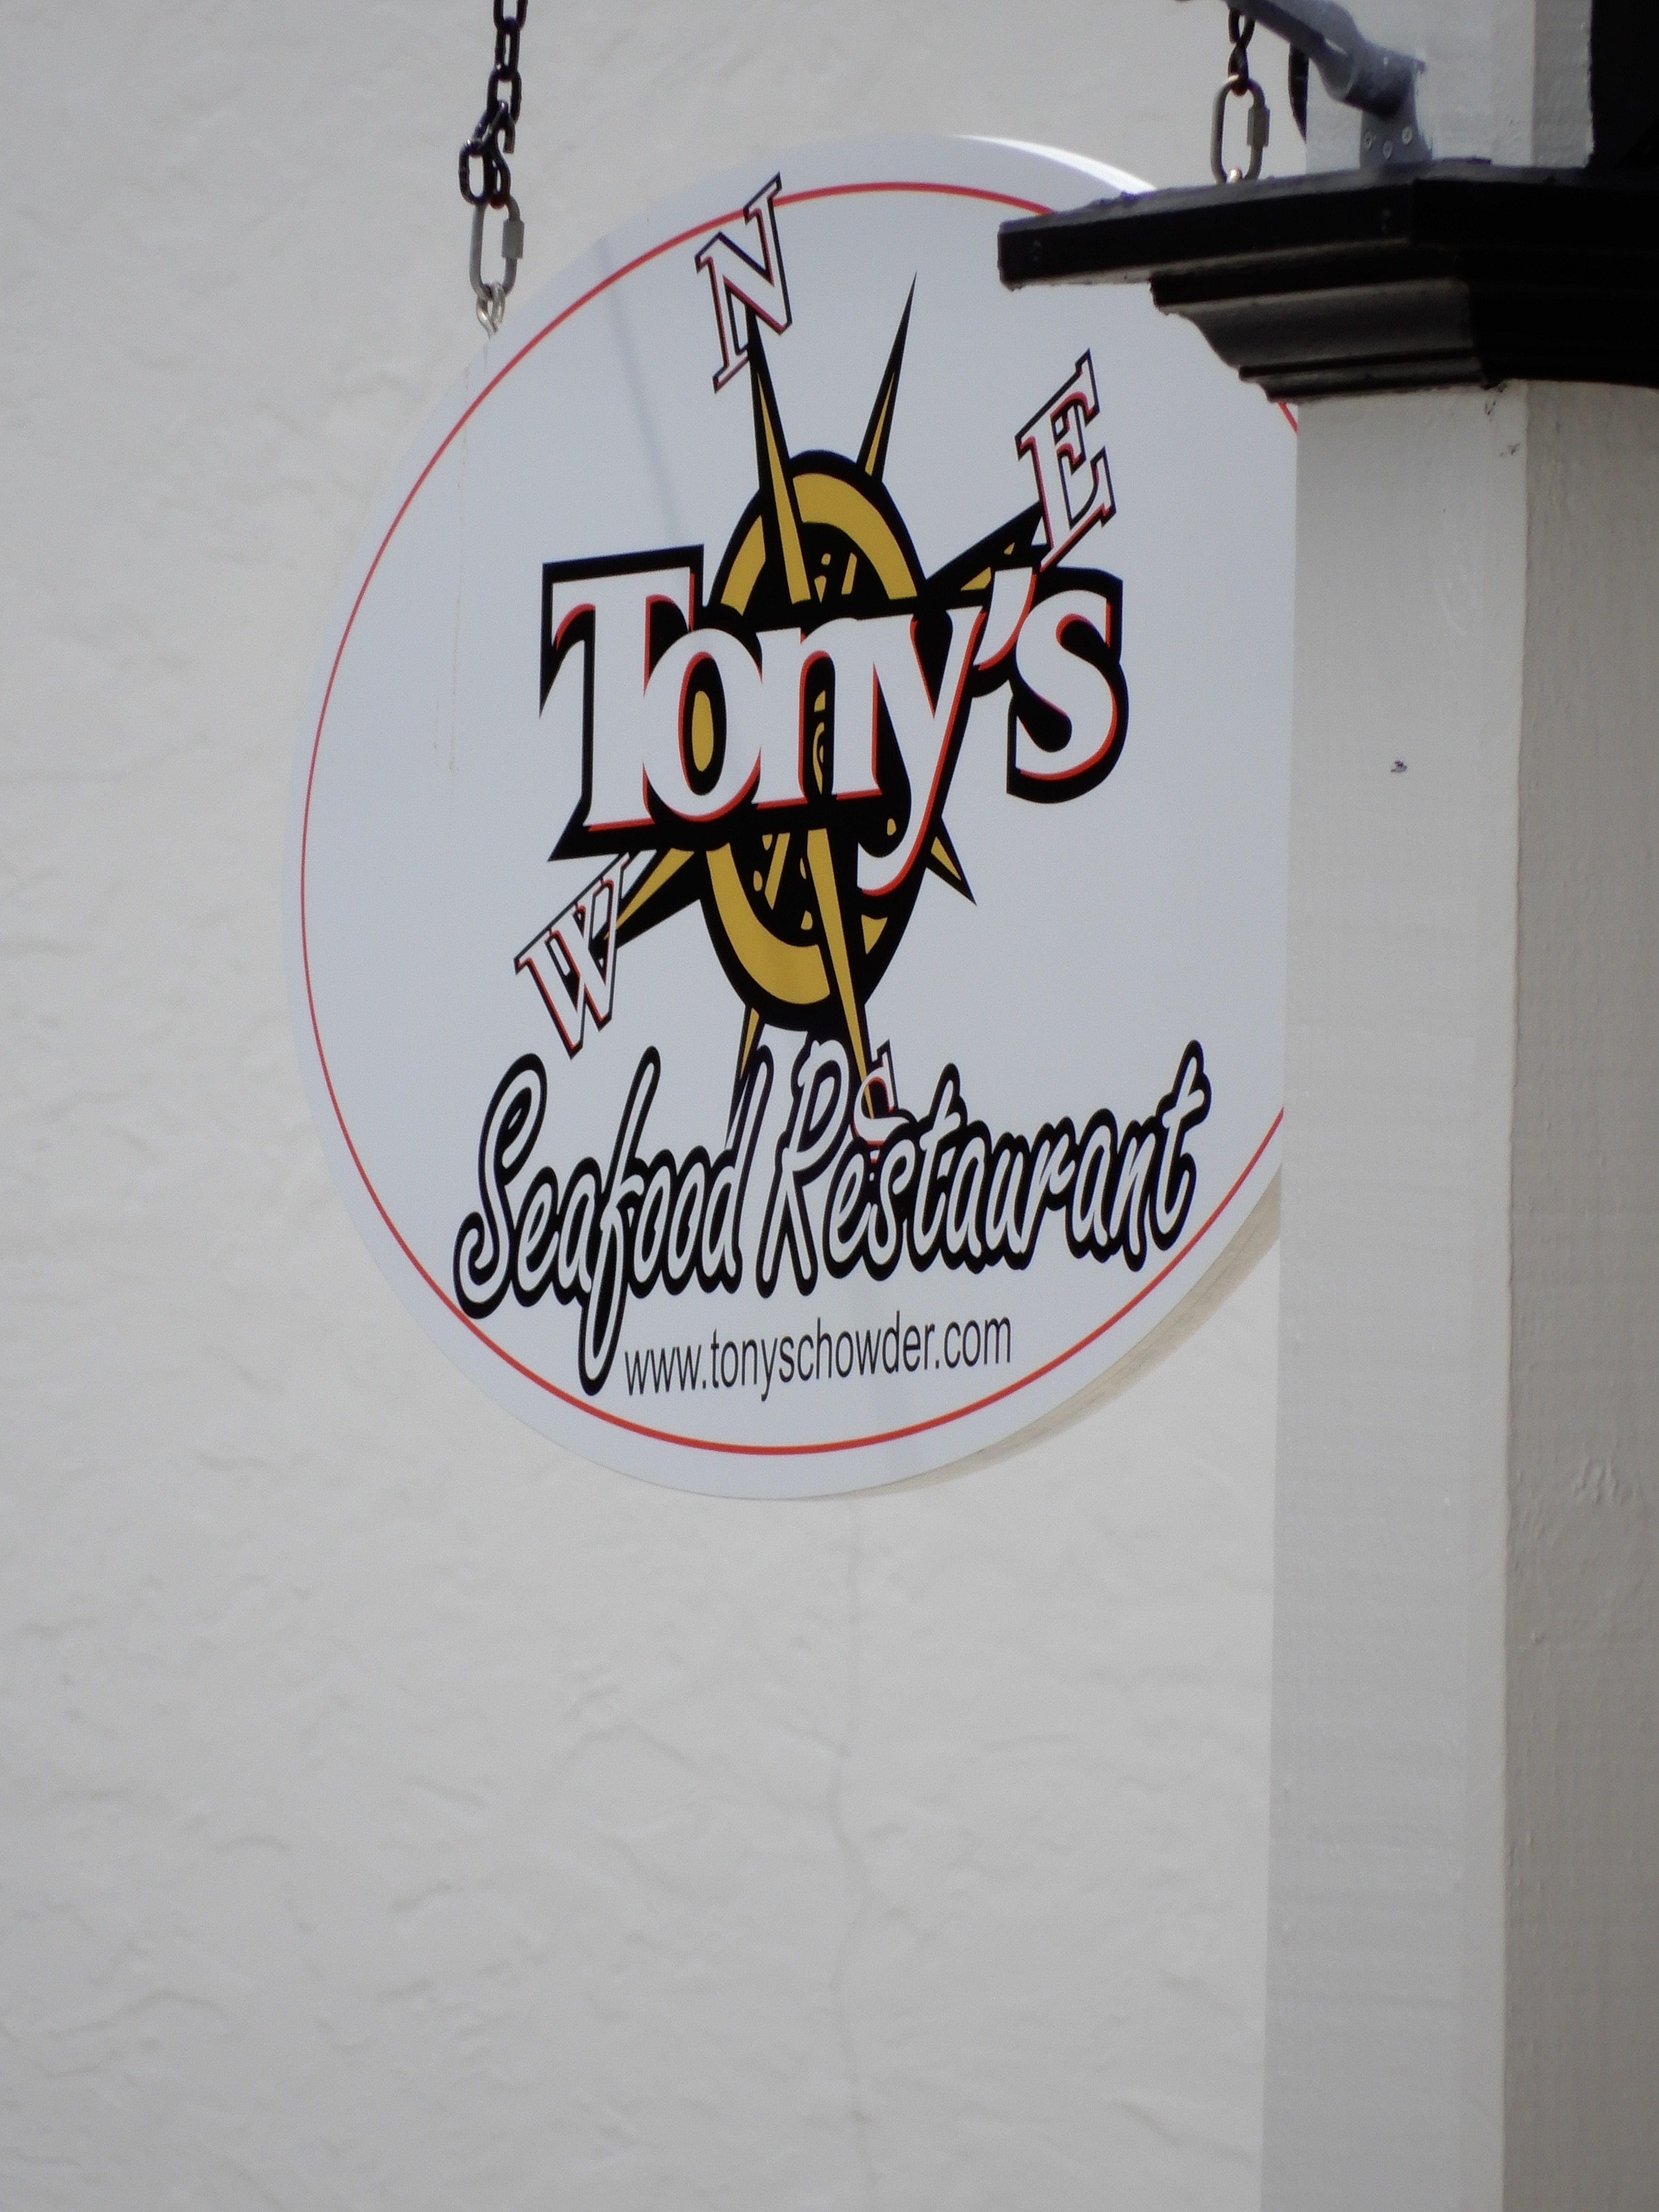 N
E
Tony's
W
S
Seafood Restaurant
www.tonyschowder.com